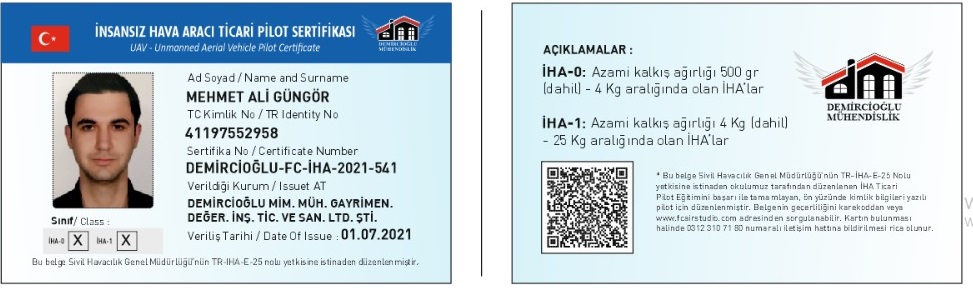 İNSANSIZ HAVA ARACI TİCARİ PİLOT SERTİFİKASI
UAV - Unmanned Aerial Vehicle Pilot Certificate
DEMİRCİOĞLU
MÜHENDİSLİK
Ad Soyad / Name and Surname
MEHMET ALİ GÜNGÖR
TC Kimlik No / TR Identity No
41197552958
Sertifika No / Certificate Number
DEMİRCİOĞLU-FC-İHA-2021-541
Verildiği Kurum / Issuet AT
DEMİRCİOĞLU MİM. MÜH. GAYRİMEN.
DEĞER. İNŞ. TİC. VE SAN. LTD. ŞTİ.
Veriliş Tarihi / Date Of Issue : 01.07.2021
Sınıf/ Class :
İHA-0 X İHA-1 X
Bu belge Sivil Havacılık Genel Müdürlüğü'nün TR-IHA-E-25 nolu yetkisine istinaden düzenlenmiştir.
AÇIKLAMALAR :
İHA-0: Azami kalkış ağırlığı 500 gr
(dahil) - 4 Kg aralığında olan İHA'lar
İHA-1: Azami kalkış ağırlığı 4 Kg (dahil)
- 25 Kg aralığında olan İHA'lar
DEMİRCİOĞLU
MÜHENDİSLİK
* Bu belge Sivil Havacılık Genel Müdürlüğü'nün TR-İHA-E-25 Nolu
yetkisine istinaden okulumuz tarafından düzenlenen İHA Ticari
Pilot Eğitimini başarı ile tamamlayan, ön yüzünde kimlik bilgileri yazılı
pilot için düzenlenmiştir. Belgenin geçerliliğini karekoddan veya
www.fcairstudio.com adresinden sorgulanabilir. Kartın bulunması
halinde 0312 310 71 80 numaralı iletişim hattına bildirilmesi rica olunur.